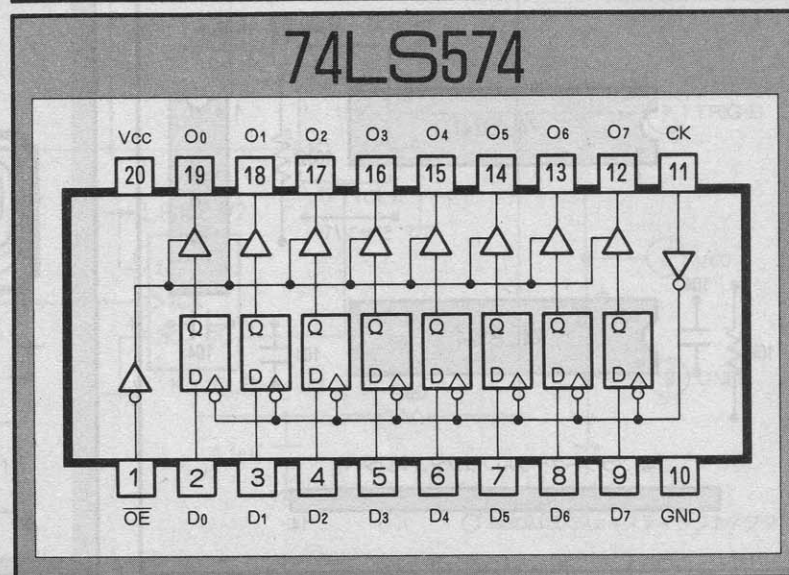 74LS574
Vcc O0 O1 O2 O3 O4 O5 O6 O7 CK
20 19 18 17 16 15 14 13 12 11
Q Q Q Q Q Q Q Q
D D D D D D D D
1 2 3 4 5 6 7 8 9 10
OE D0 D1 D2 D3 D4 D5 D6 D7 GND